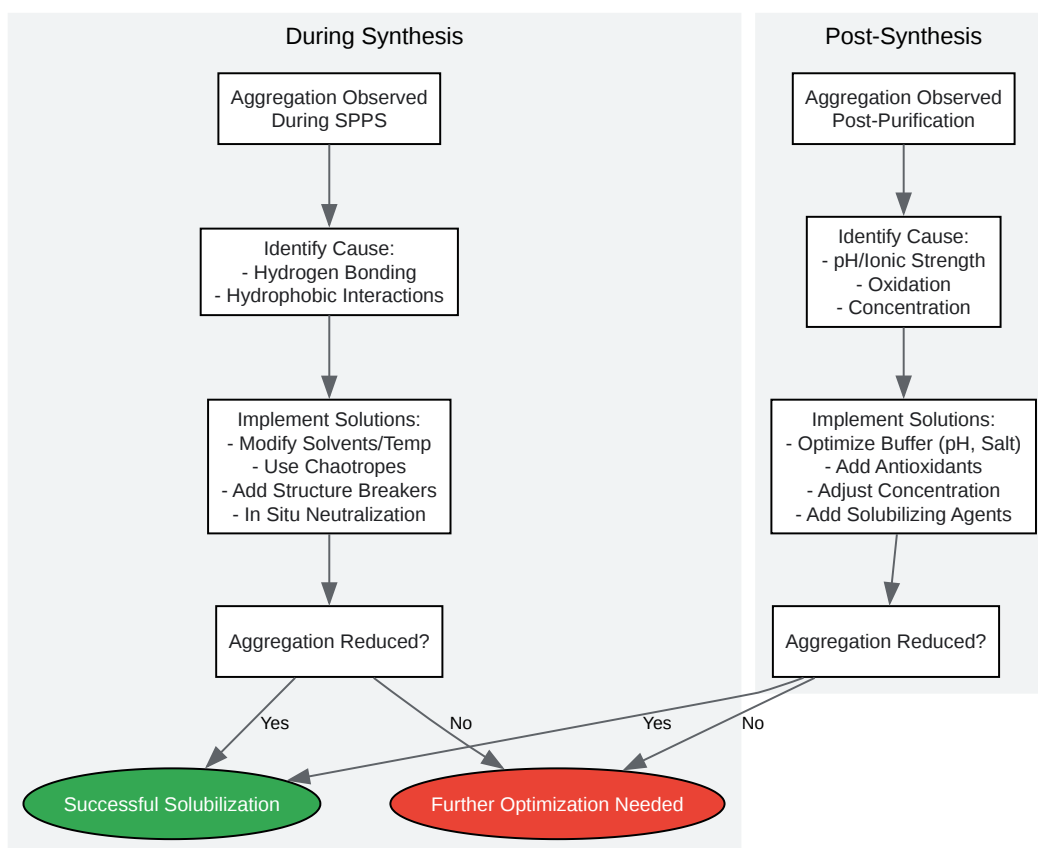 During Synthesis
Aggregation Observed
During SPPS
Identify Cause:
- Hydrogen Bonding
- Hydrophobic Interactions
Implement Solutions:
- Modify Solvents/Temp
- Use Chaotropes
- Add Structure Breakers
- In Situ Neutralization
Aggregation Reduced?
Yes
No
Post-Synthesis
Aggregation Observed
Post-Purification
Identify Cause:
- pH/Ionic Strength
- Oxidation
- Concentration
Implement Solutions:
- Optimize Buffer (pH, Salt)
- Add Antioxidants
- Adjust Concentration
- Add Solubilizing Agents
Aggregation Reduced?
Yes
No
Successful Solubilization
Further Optimization Needed